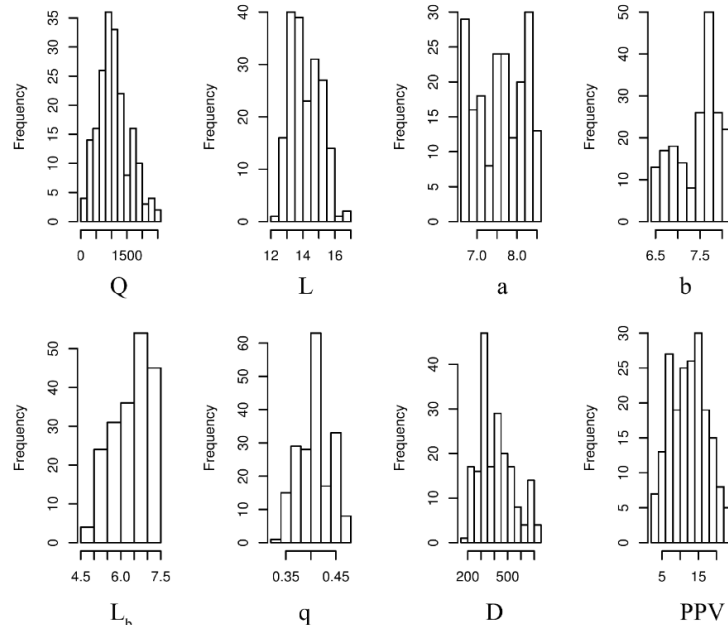 Frequency
0 5 10 15 20 25 30 35
0 1500
Q
Frequency
0 10 20 30 40
12 14 16
L
Frequency
0 5 10 15 20 25 30
7.0 8.0
a
Frequency
0 10 20 30 40 50
6.5 7.5
b
Frequency
0 10 20 30 40 50
4.5 6.0 7.5
L_b
Frequency
0 10 20 30 40 50 60
0.35 0.45
q
Frequency
0 10 20 30 40
200 500
D
Frequency
0 5 10 15 20 25 30
5 15
PPV